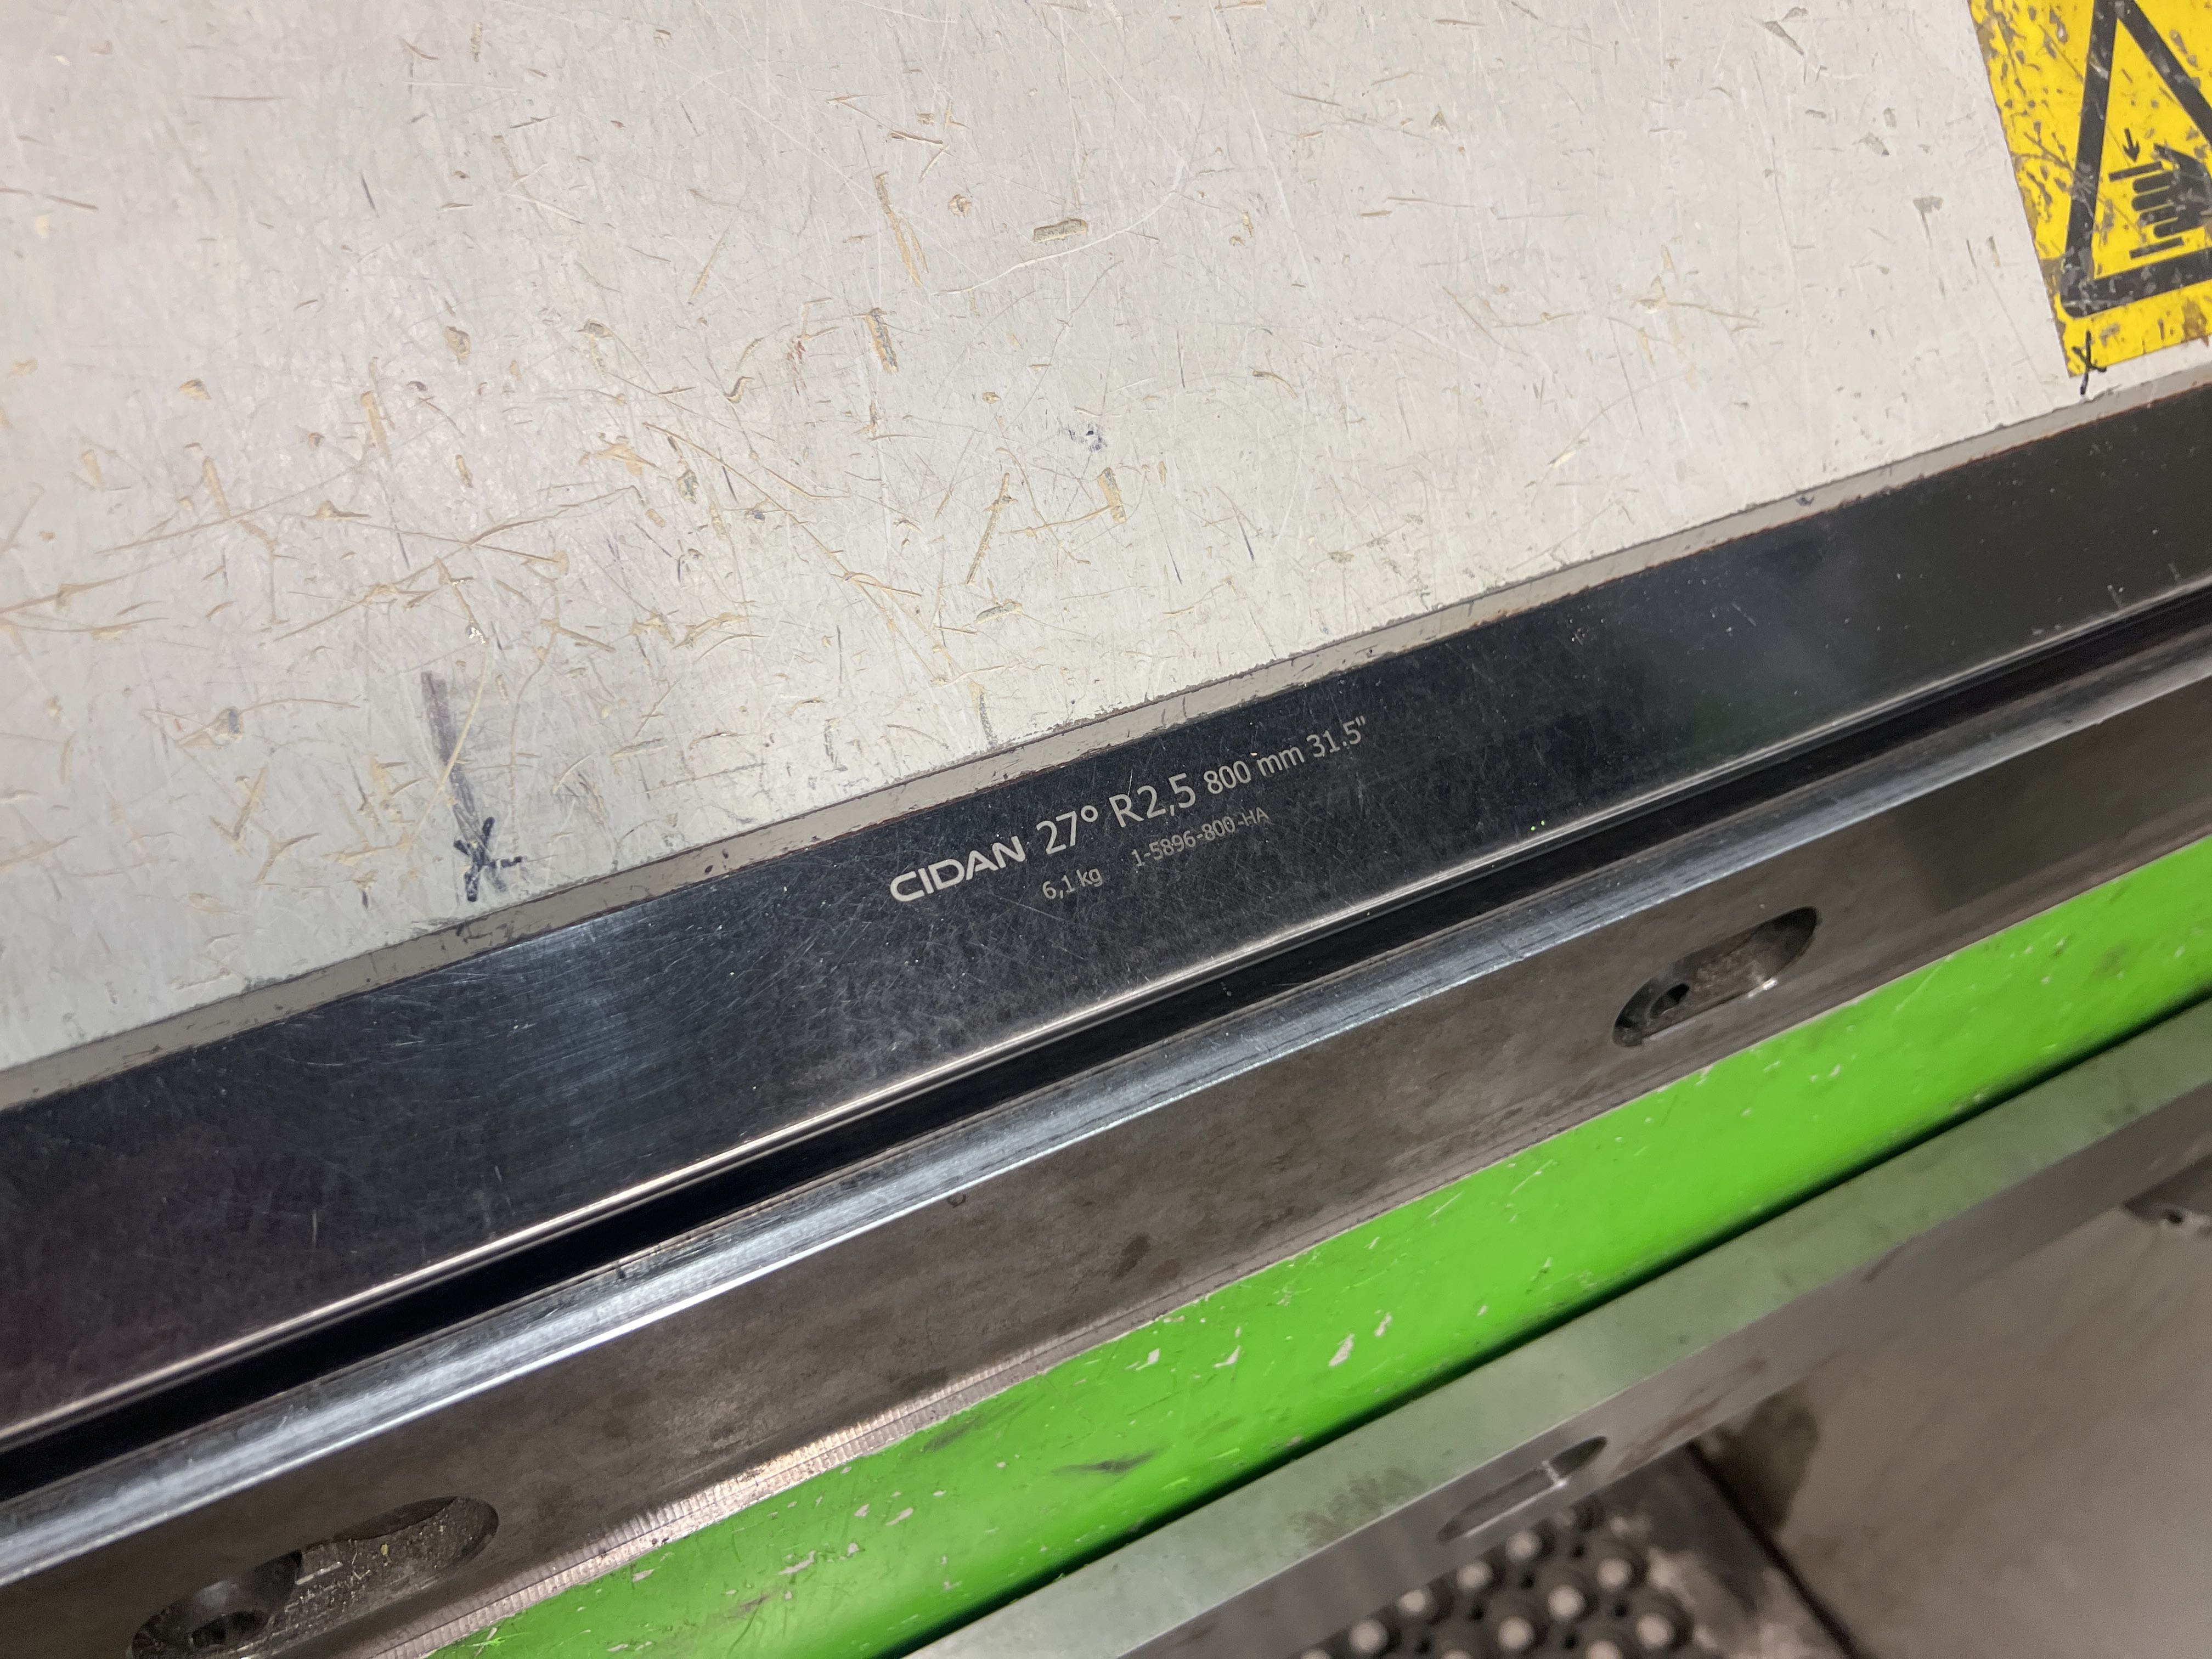 CIDAN 27° R2,5 800 mm 31.5"
6,1 kg 1-5896-800-HA